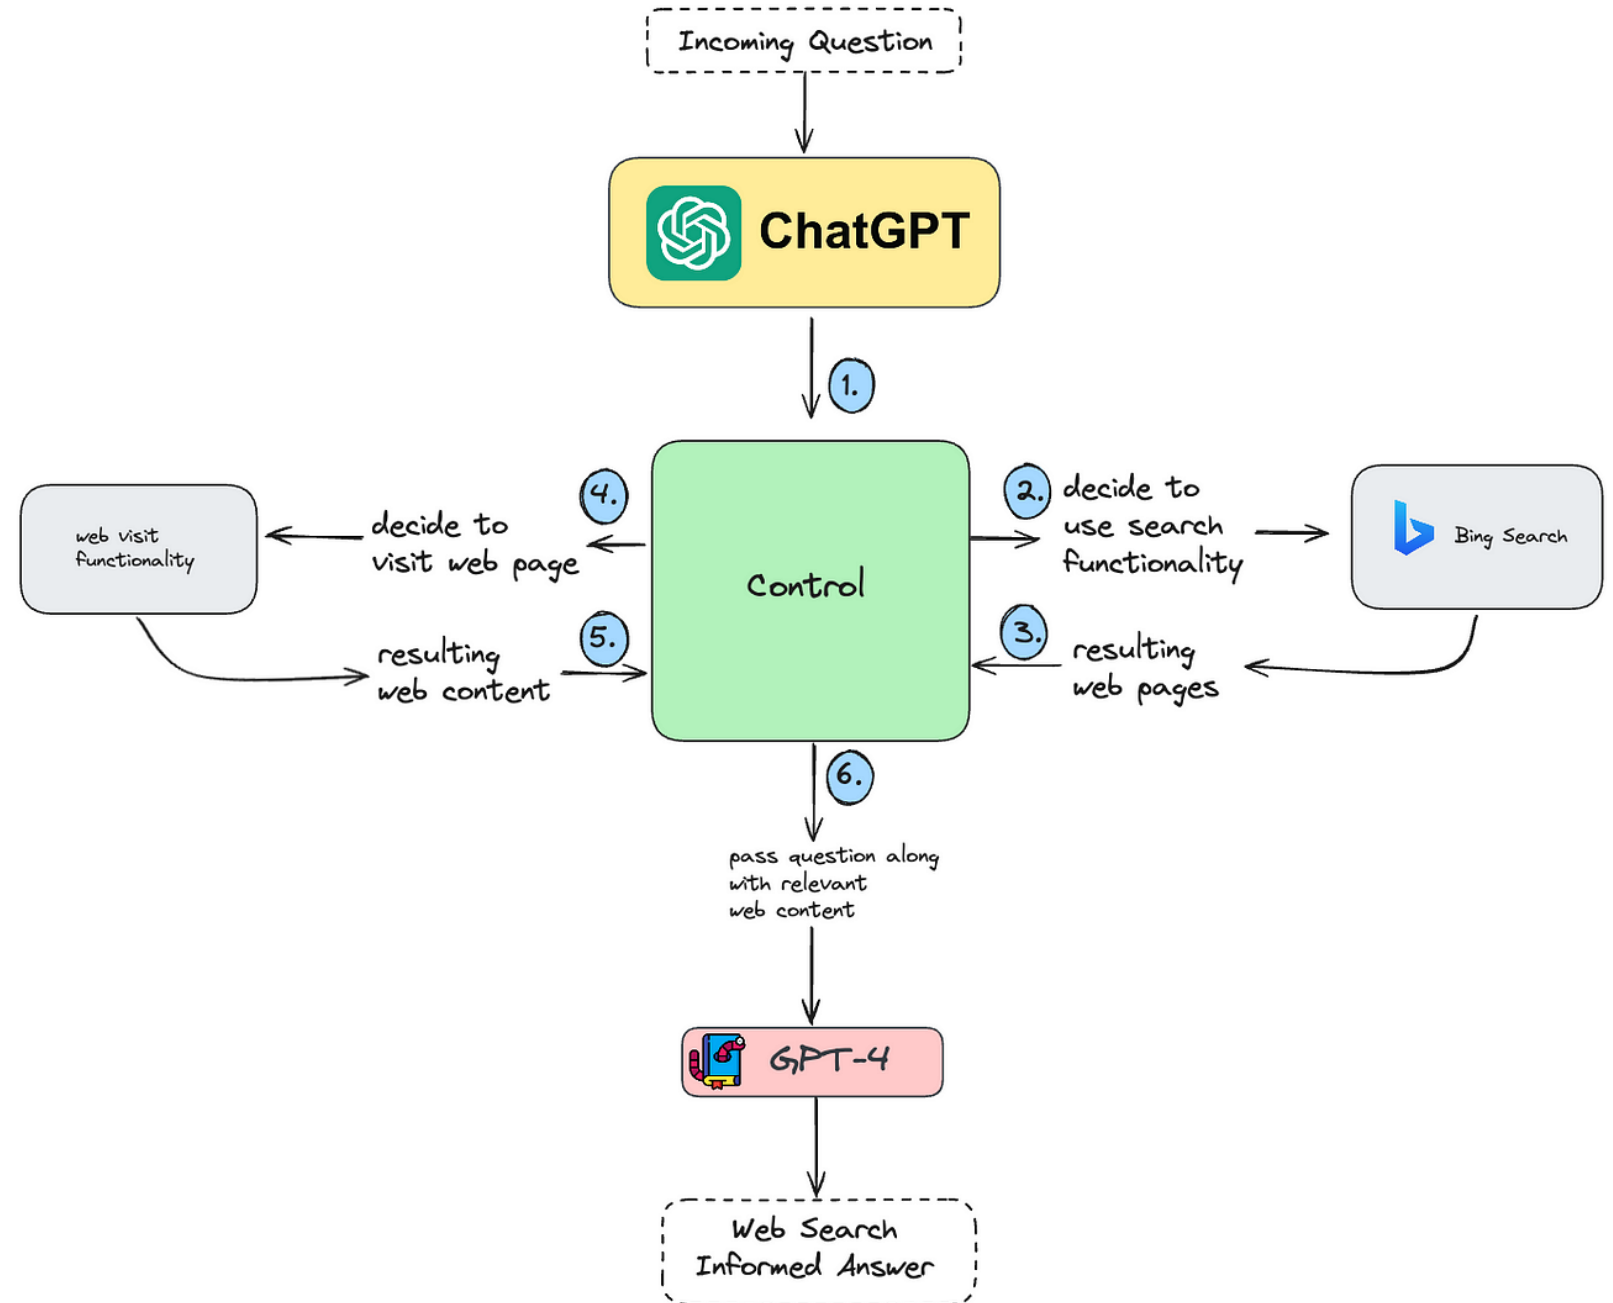 Incoming Question
ChatGPT
1.
4.
decide to
visit web page
web visit
functionality
2.
decide to
use search
functionality
Bing Search
Control
5.
resulting
web content
3.
resulting
web pages
6.
pass question along
with relevant
web content
GPT-4
Web Search
Informed Answer